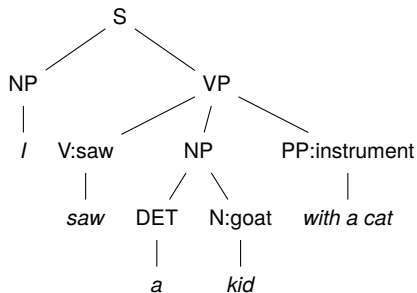 S
NP VP
I V:saw NP PP:instrument
saw DET N:goat with a cat
a kid